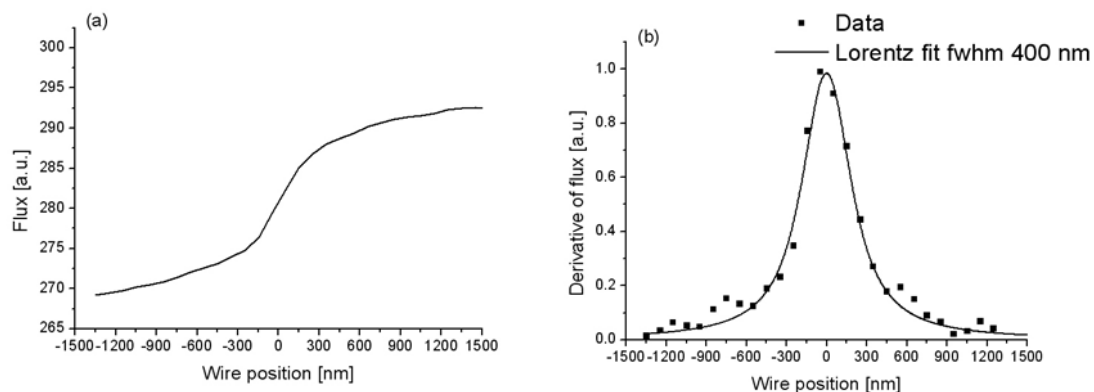 (a)
300
295
290
285
280
275
270
265
Flux [a.u.]
-1500 -1200 -900 -600 -300 0 300 600 900 1200 1500
Wire position [nm]
(b)
Data
Lorentz fit fwhm 400 nm
1.0
0.8
0.6
0.4
0.2
0.0
Derivative of flux [a.u.]
-1500 -1200 -900 -600 -300 0 300 600 900 1200 1500
Wire position [nm]